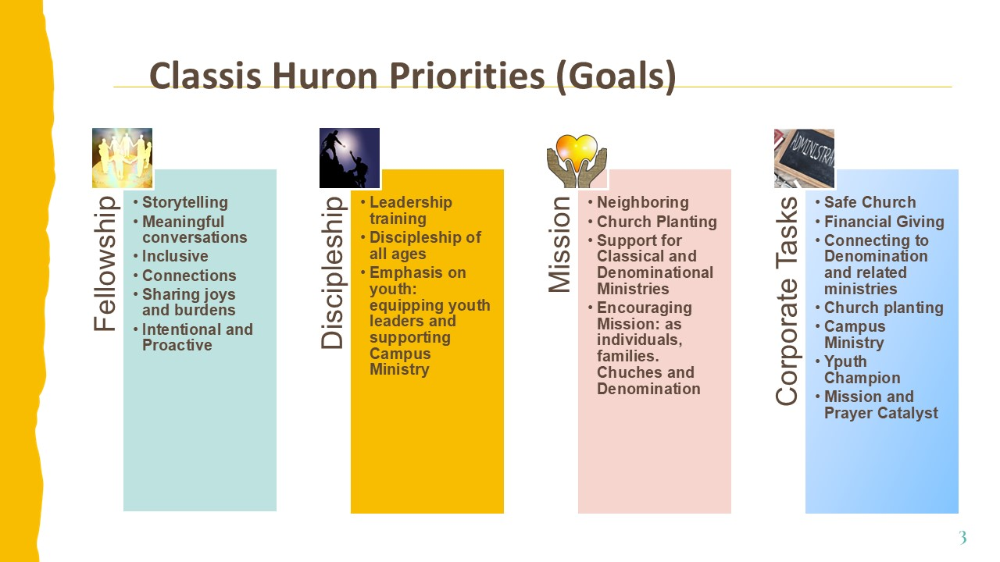 Classis Huron Priorities (Goals)
Fellowship
• Storytelling
• Meaningful
conversations
• Inclusive
• Connections
• Sharing joys
and burdens
• Intentional and
Proactive
Discipleship
• Leadership
training
• Discipleship of
all ages
• Emphasis on
youth:
equipping youth
leaders and
supporting
Campus
Ministry
Mission
• Neighboring
• Church Planting
• Support for
Classical and
Denominational
Ministries
• Encouraging
Mission: as
individuals,
families.
Chuches and
Denomination
ADMINISTRA
Corporate Tasks
• Safe Church
• Financial Giving
• Connecting to
Denomination
and related
ministries
• Church planting
• Campus
Ministry
• Yputh
Champion
• Mission and
Prayer Catalyst
3